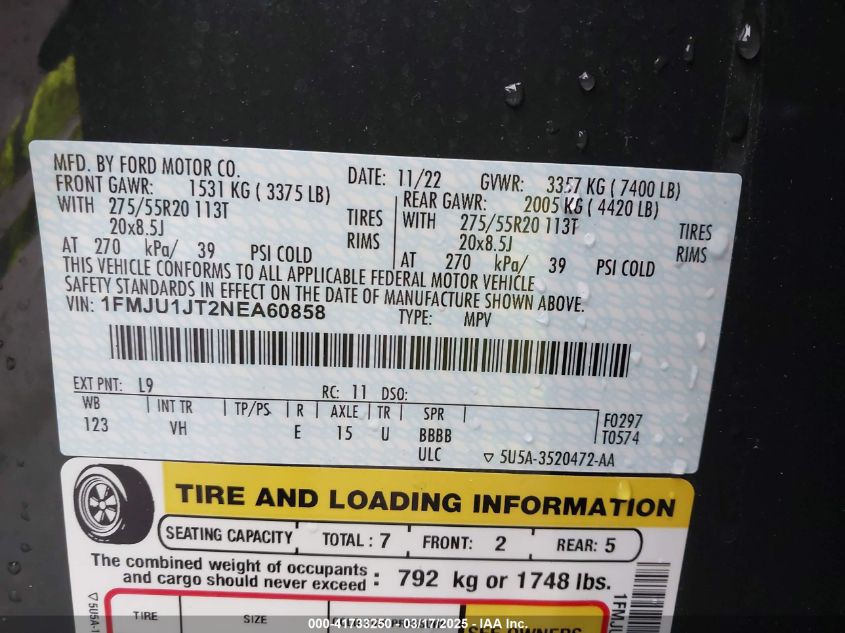 MFD. BY FORD MOTOR CO.
DATE: 11/22 GVWR: 3357 KG ( 7400 LB)
FRONT GAWR: 1531 KG ( 3375 LB)
WITH 275/55R20 113T TIRES
20x8.5J RIMS
AT 270 kPa/ 39 PSI COLD
REAR GAWR: 2005 KG ( 4420 LB)
WITH 275/55R20 113T TIRES
20x8.5J RIMS
AT 270 kPa/ 39 PSI COLD
THIS VEHICLE CONFORMS TO ALL APPLICABLE FEDERAL MOTOR VEHICLE
SAFETY STANDARDS IN EFFECT ON THE DATE OF MANUFACTURE SHOWN ABOVE.
VIN: 1FMJU1JT2NEA60858 TYPE: MPV
EXT PNT: L9 RC: 11 DSO:
WB INT TR TP/PS R AXLE TR SPR
123 VH E 15 U BBBB
ULC
F0297
T0574
▽ 5U5A-3520472-AA
TIRE AND LOADING INFORMATION
SEATING CAPACITY TOTAL : 7 FRONT: 2 REAR: 5
The combined weight of occupants
and cargo should never exceed : 792 kg or 1748 lbs.
TIRE SIZE
SEE OWNERS
▽5U5A-1
1FMJU
000-41733250 - 03/17/2025 - IAA Inc.